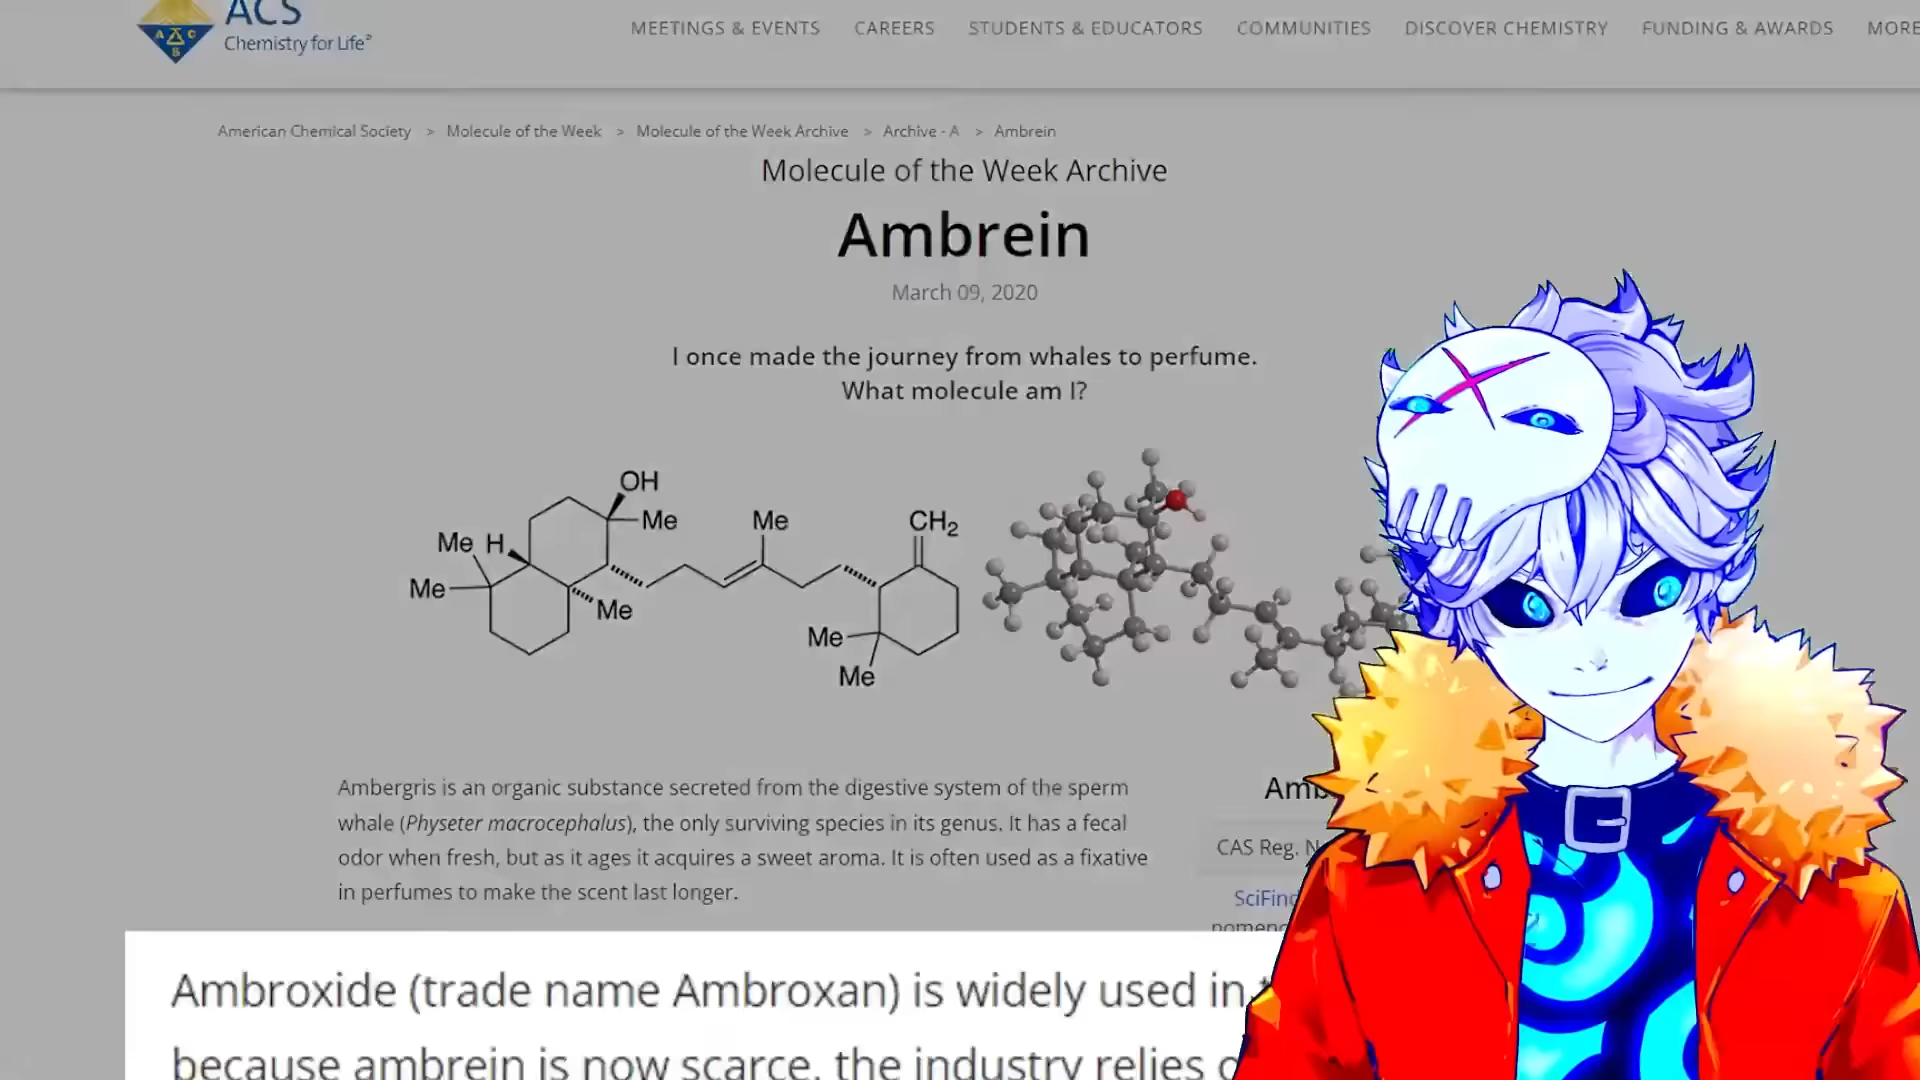 ACS
Chemistry for Life®
MEETINGS & EVENTS CAREERS STUDENTS & EDUCATORS COMMUNITIES DISCOVER CHEMISTRY FUNDING & AWARDS MORE
American Chemical Society > Molecule of the Week > Molecule of the Week Archive > Archive - A > Ambrein
Molecule of the Week Archive
Ambrein
March 09, 2020
I once made the journey from whales to perfume.
What molecule am I?
OH
Me
Me
CH2
Me H
Me
Me
Me
Me
Ambergris is an organic substance secreted from the digestive system of the sperm
whale (Physeter macrocephalus), the only surviving species in its genus. It has a fecal
odor when fresh, but as it ages it acquires a sweet aroma. It is often used as a fixative
in perfumes to make the scent last longer.
Amb
CAS Reg. N
SciFind
nomenc
Ambroxide (trade name Ambroxan) is widely used in
because ambrein is now scarce, the industry relies